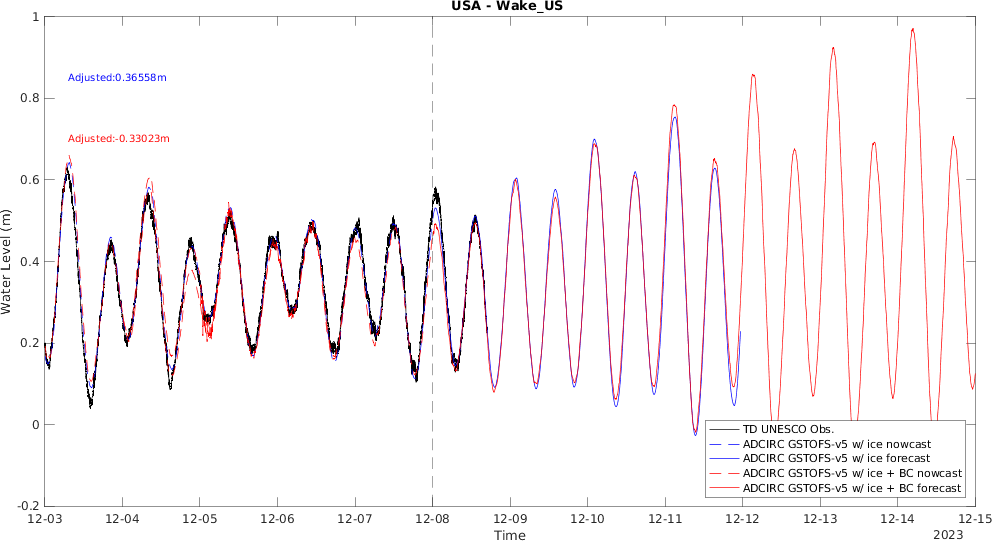 USA - Wake_US
Adjusted:0.36558m
Adjusted:-0.33023m
Water Level (m)
1
0.8
0.6
0.4
0.2
0
-0.2
12-03 12-04 12-05 12-06 12-07 12-08 12-09 12-10 12-11 12-12 12-13 12-14 12-15
Time
2023
TD UNESCO Obs.
ADCIRC GSTOFS-v5 w/ ice nowcast
ADCIRC GSTOFS-v5 w/ ice forecast
ADCIRC GSTOFS-v5 w/ ice + BC nowcast
ADCIRC GSTOFS-v5 w/ ice + BC forecast